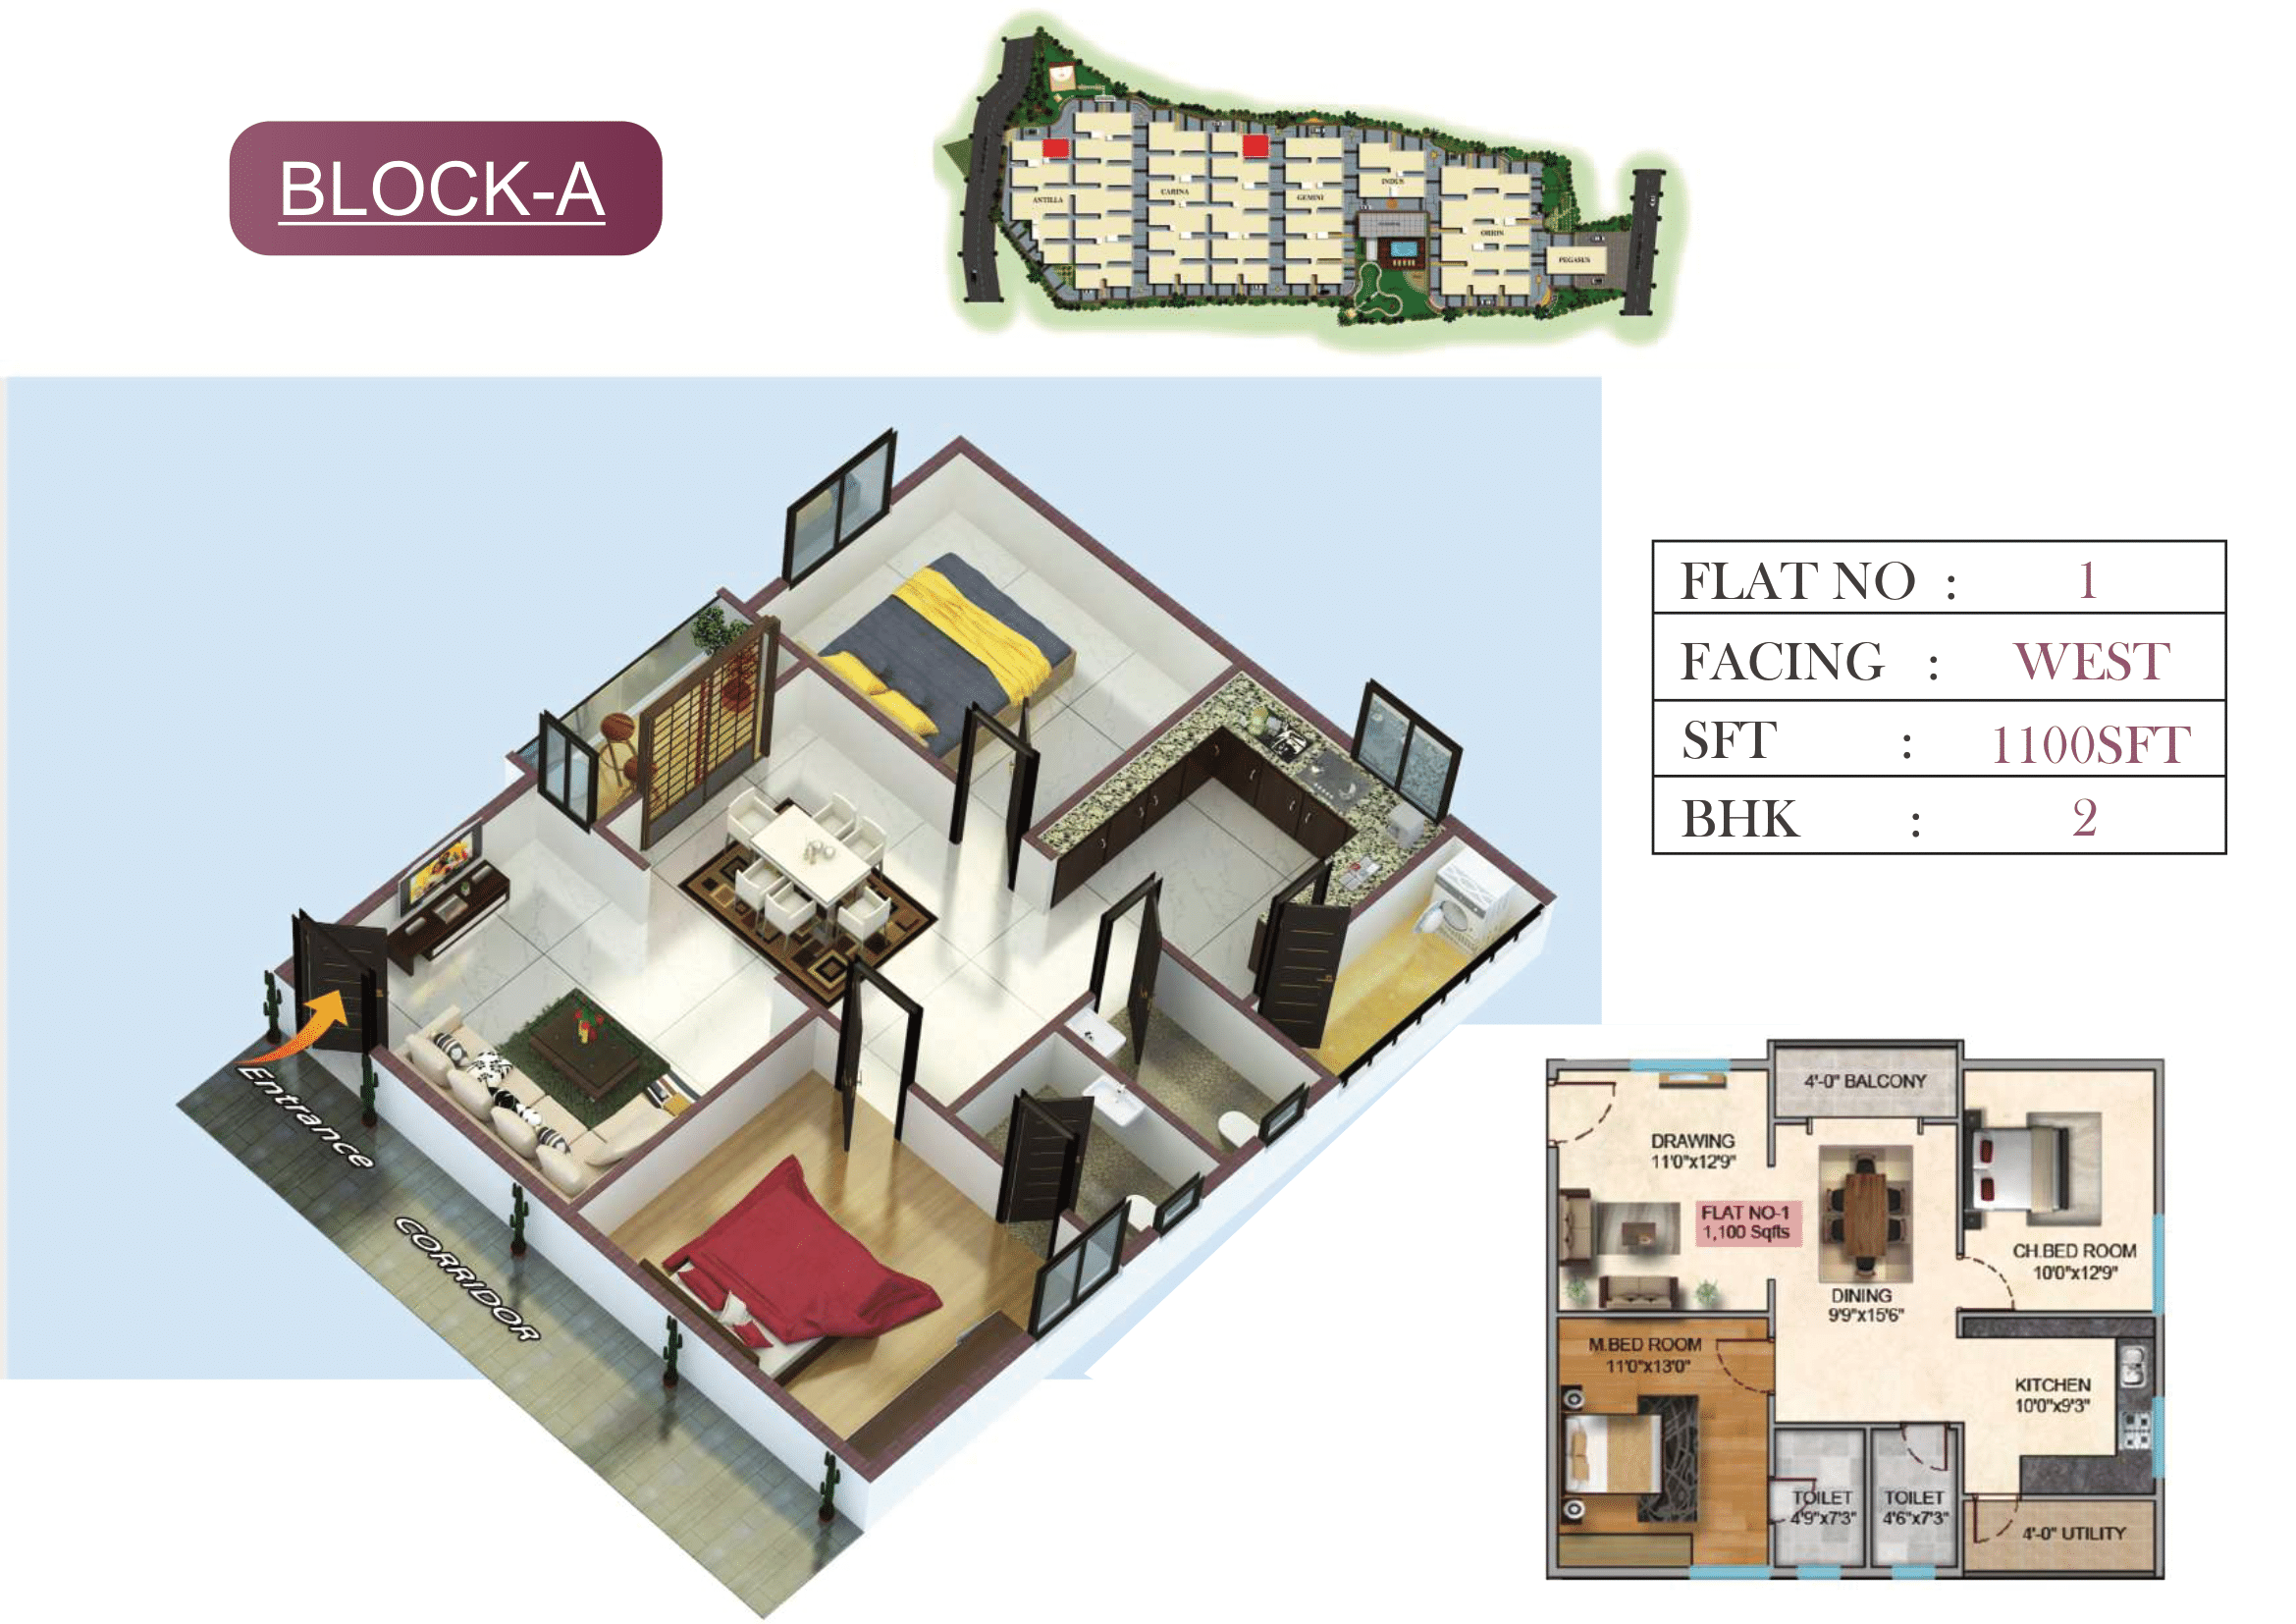 BLOCK-A
ANTILLA
CARINA
GEMINI
INDUS
ORION
PEGASUS
FLAT NO : 1
FACING : WEST
SFT : 1100SFT
BHK : 2
Entrance
CORRIDOR
4'-0" BALCONY
DRAWING
11'0"x12'9"
FLAT NO-1
1,100 Sqfts
CH.BED ROOM
10'0"x12'9"
DINING
9'9"x15'6"
M.BED ROOM
11'0"x13'0"
KITCHEN
10'0"x9'3"
TOILET
4'9"x7'3"
TOILET
4'6"x7'3"
4'-0" UTILITY